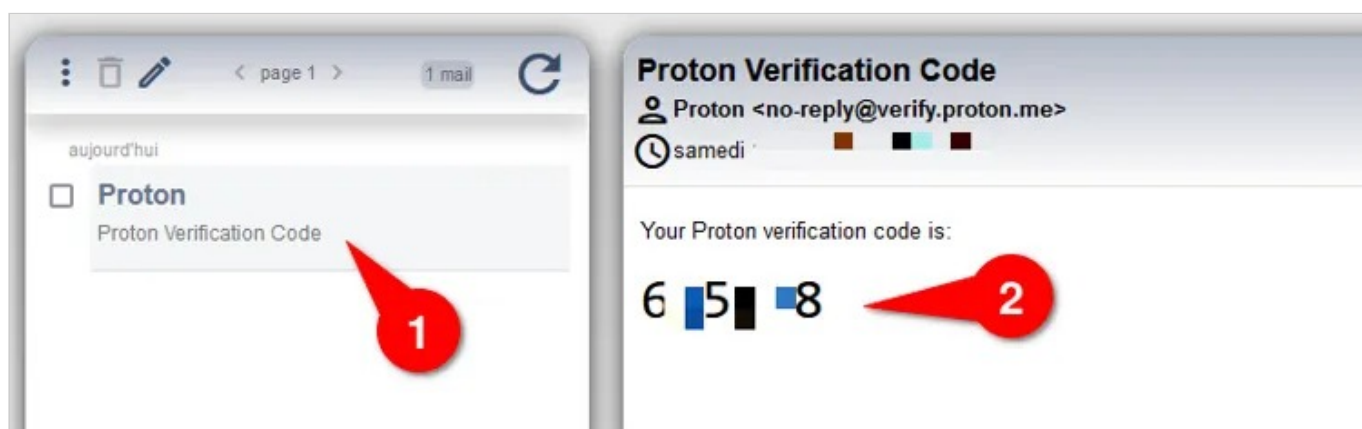 < page 1 >
1 mail
aujourd'hui
Proton
Proton Verification Code
1
Proton Verification Code
Proton <no-reply@verify.proton.me>
samedi
Your Proton verification code is:
6 5 8
2